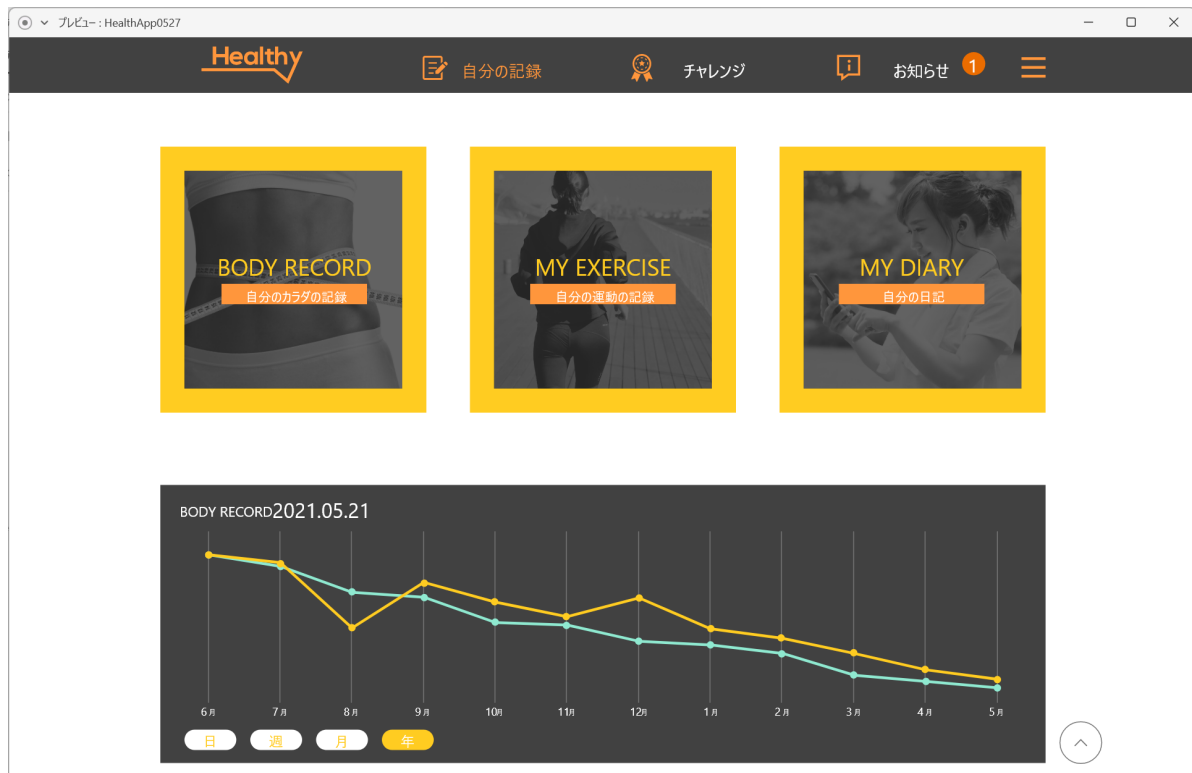 プレビュー : HealthApp0527
Healthy
自分の記録
チャレンジ
お知らせ
1
BODY RECORD
自分のカラダの記録
MY EXERCISE
自分の運動の記録
MY DIARY
自分の日記
BODY RECORD2021.05.21
6月 7月 8月 9月 10月 11月 12月 1月 2月 3月 4月 5月
日 週 月 年